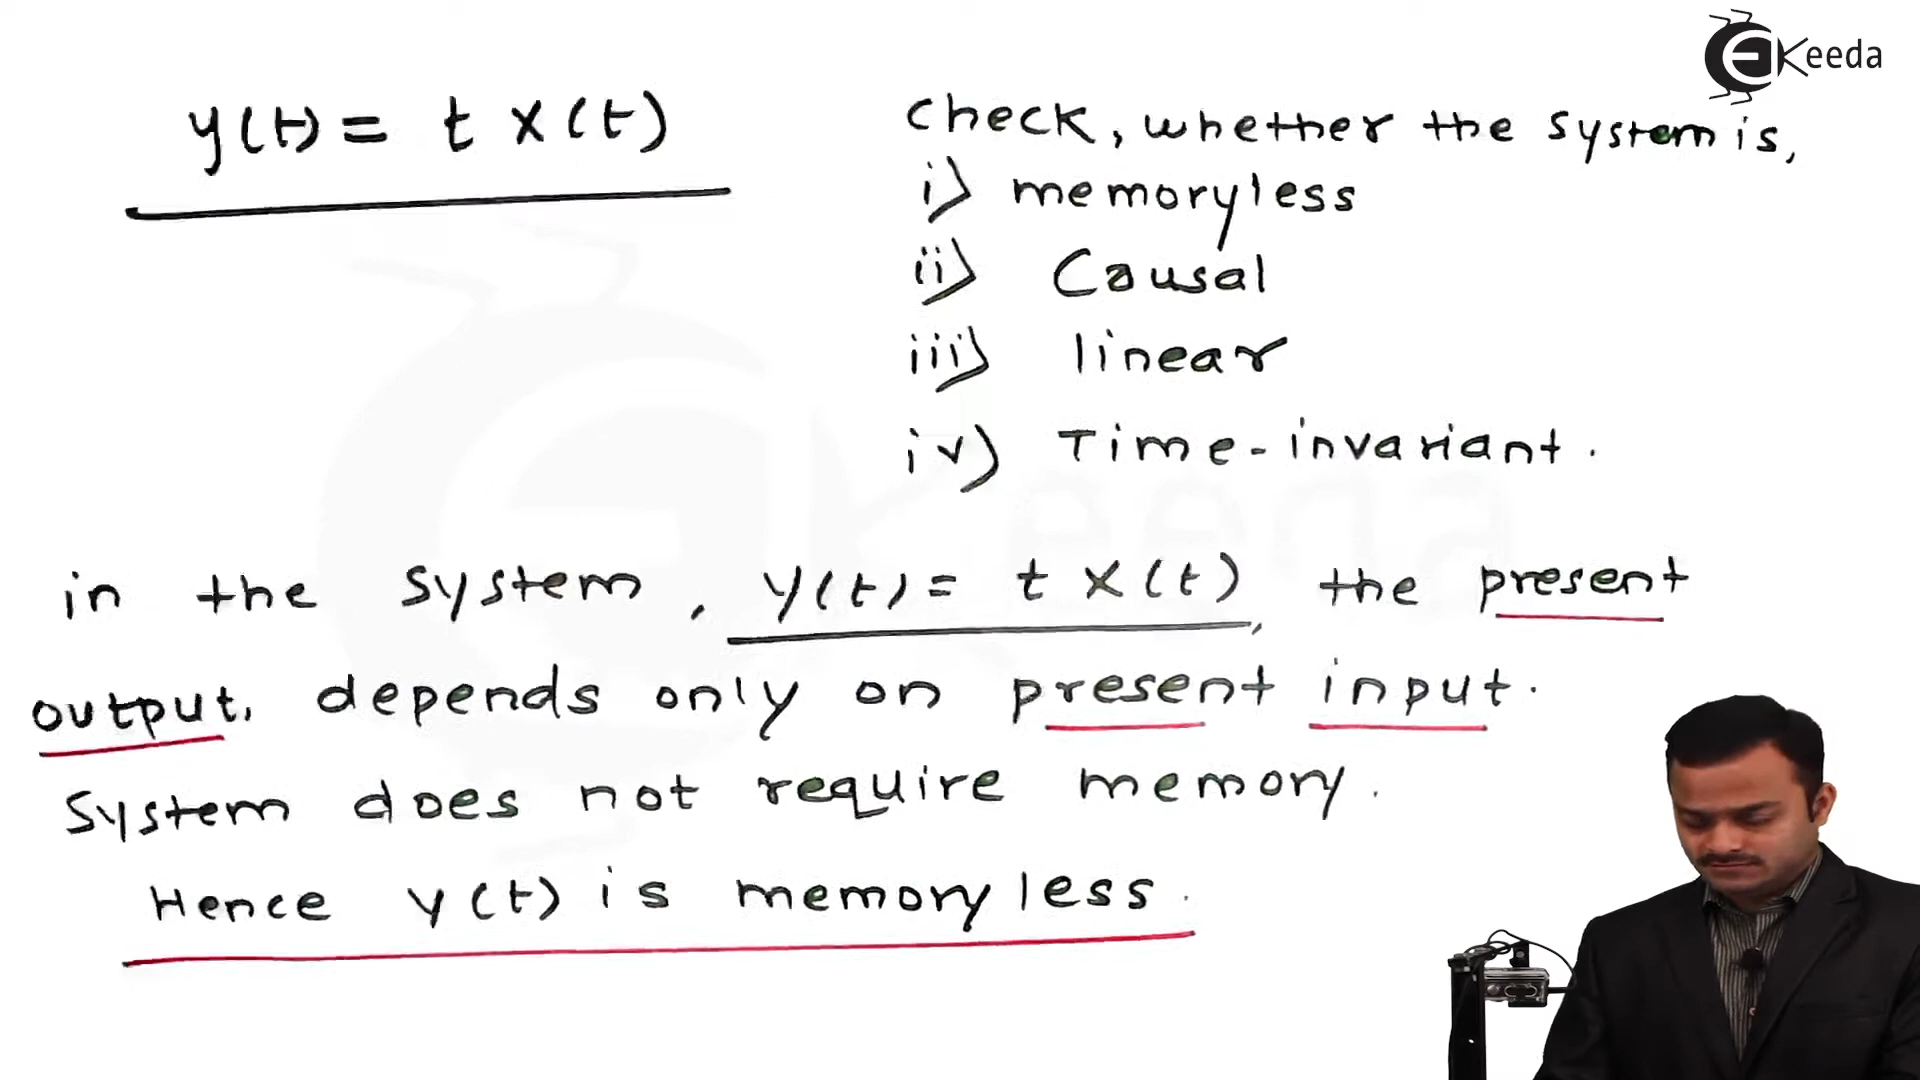 EKeeda
y(t) = t x(t)
check, whether the system is,
i) memoryless
ii) Causal
iii) linear
iv) Time-invariant.
in the system, y(t) = t x(t), the present
output, depends only on present input.
System does not require memory.
Hence y(t) is memoryless.